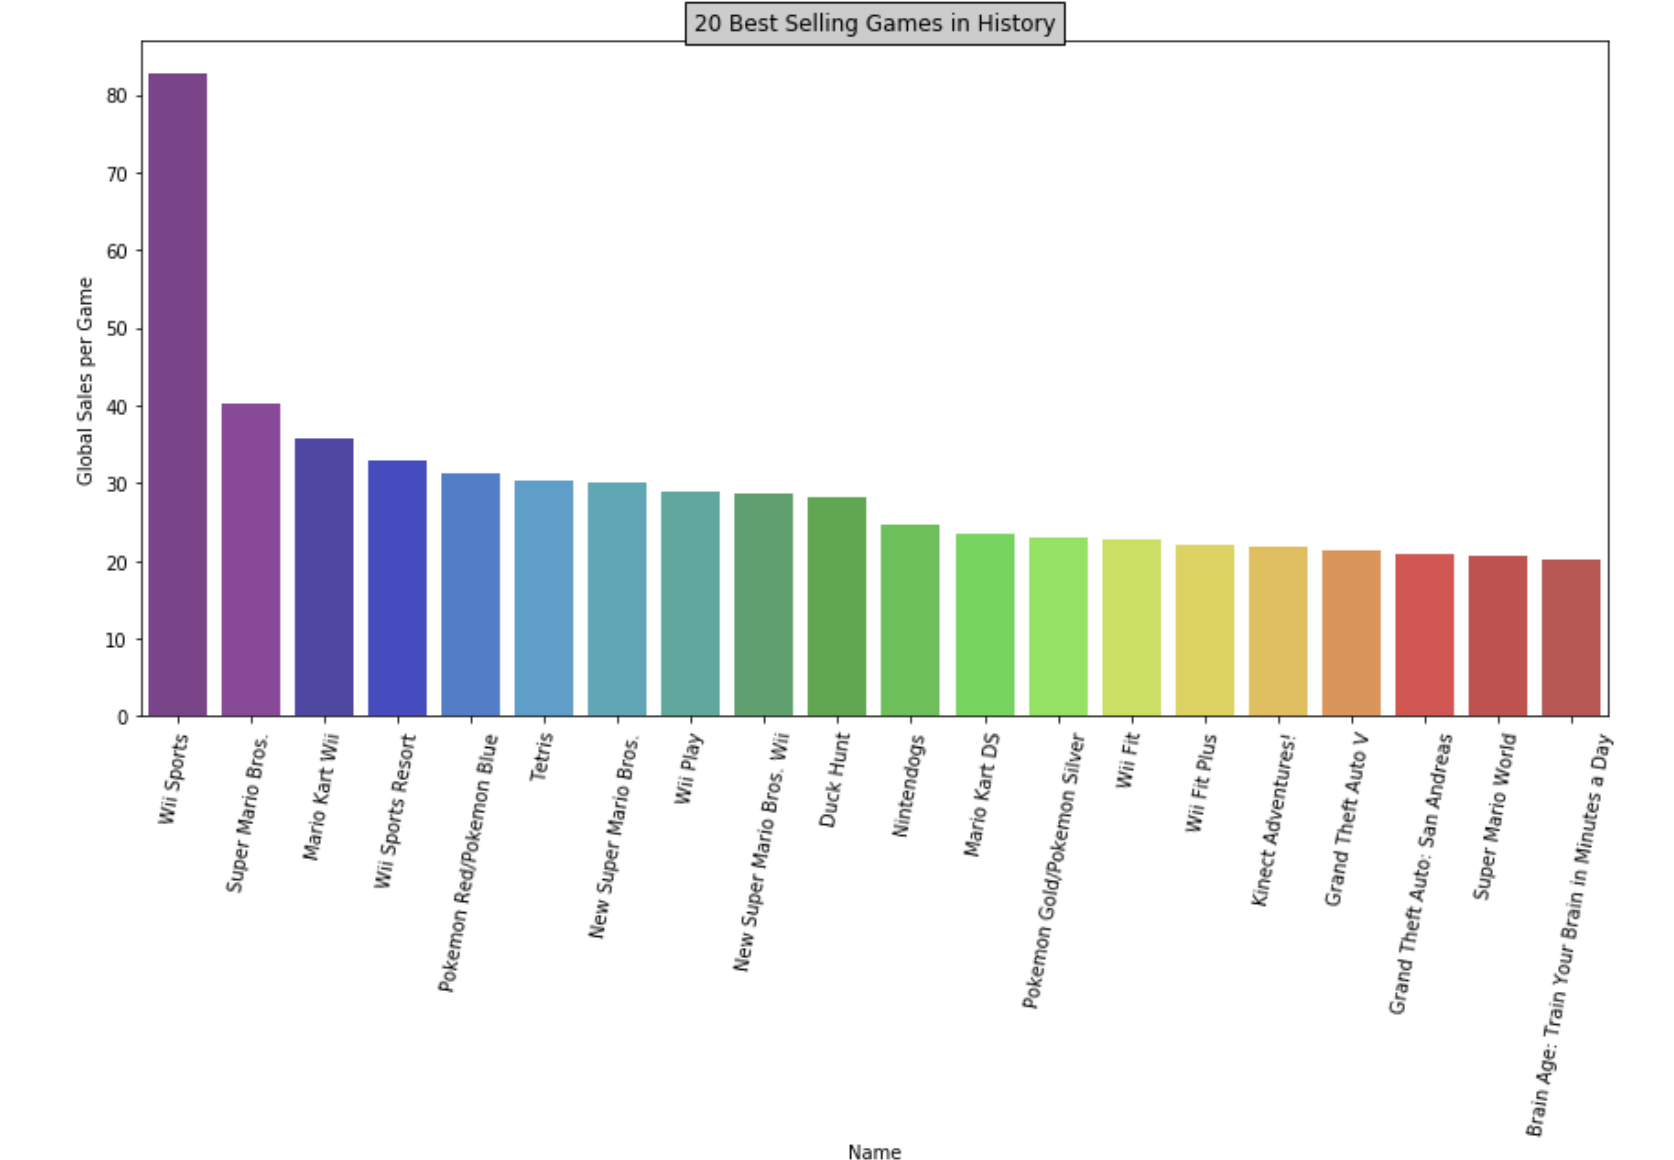 20 Best Selling Games in History
Global Sales per Game
80
70
60
50
40
30
20
10
0
Wii Sports
Super Mario Bros.
Mario Kart Wii
Wii Sports Resort
Pokemon Red/Pokemon Blue
Tetris
New Super Mario Bros.
Wii Play
New Super Mario Bros. Wii
Duck Hunt
Nintendogs
Mario Kart DS
Pokemon Gold/Pokemon Silver
Wii Fit
Wii Fit Plus
Kinect Adventures!
Grand Theft Auto V
Grand Theft Auto: San Andreas
Super Mario World
Brain Age: Train Your Brain in Minutes a Day
Name